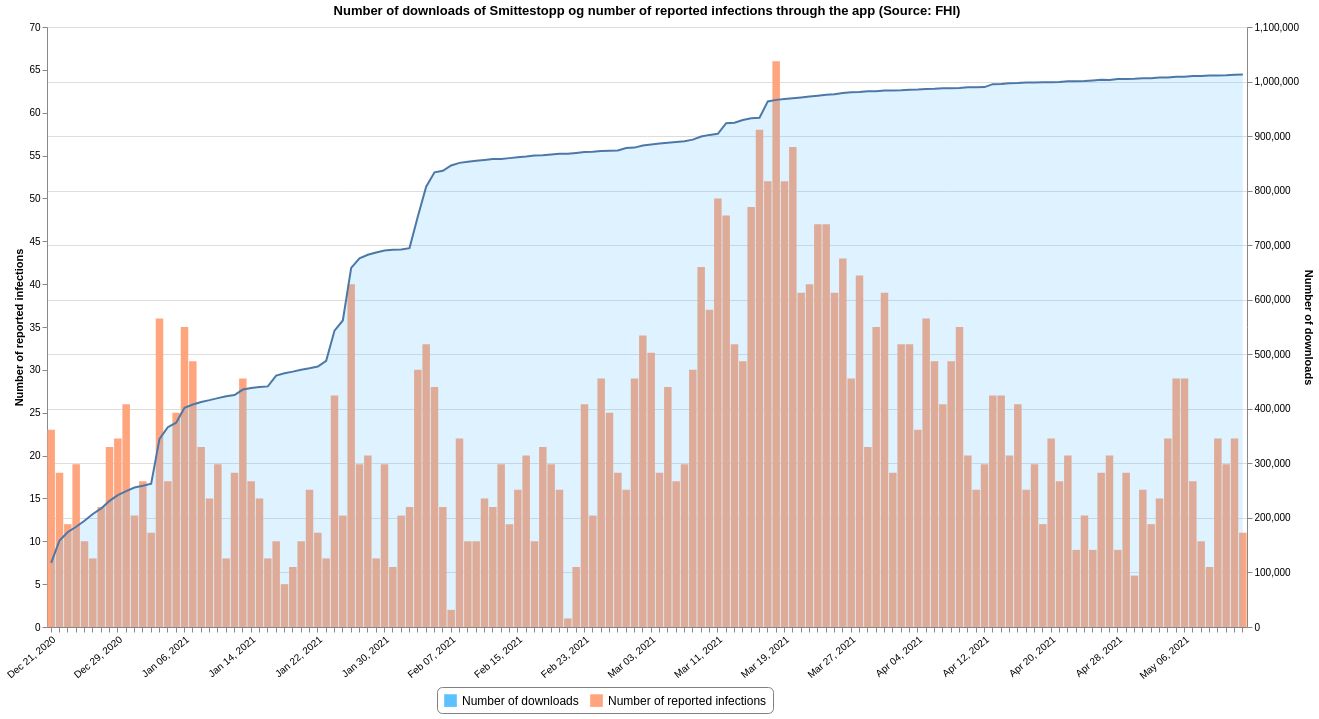 Number of downloads of Smittestopp og number of reported infections through the app (Source: FHI)
70
65
60
55
50
45
40
35
30
25
20
15
10
5
0
Number of reported infections
1,100,000
1,000,000
900,000
800,000
700,000
600,000
500,000
400,000
300,000
200,000
100,000
0
Number of downloads
Dec 21, 2020
Dec 29, 2020
Jan 06, 2021
Jan 14, 2021
Jan 22, 2021
Jan 30, 2021
Feb 07, 2021
Feb 15, 2021
Feb 23, 2021
Mar 03, 2021
Mar 11, 2021
Mar 19, 2021
Mar 27, 2021
Apr 04, 2021
Apr 12, 2021
Apr 20, 2021
Apr 28, 2021
May 06, 2021
Number of downloads
Number of reported infections